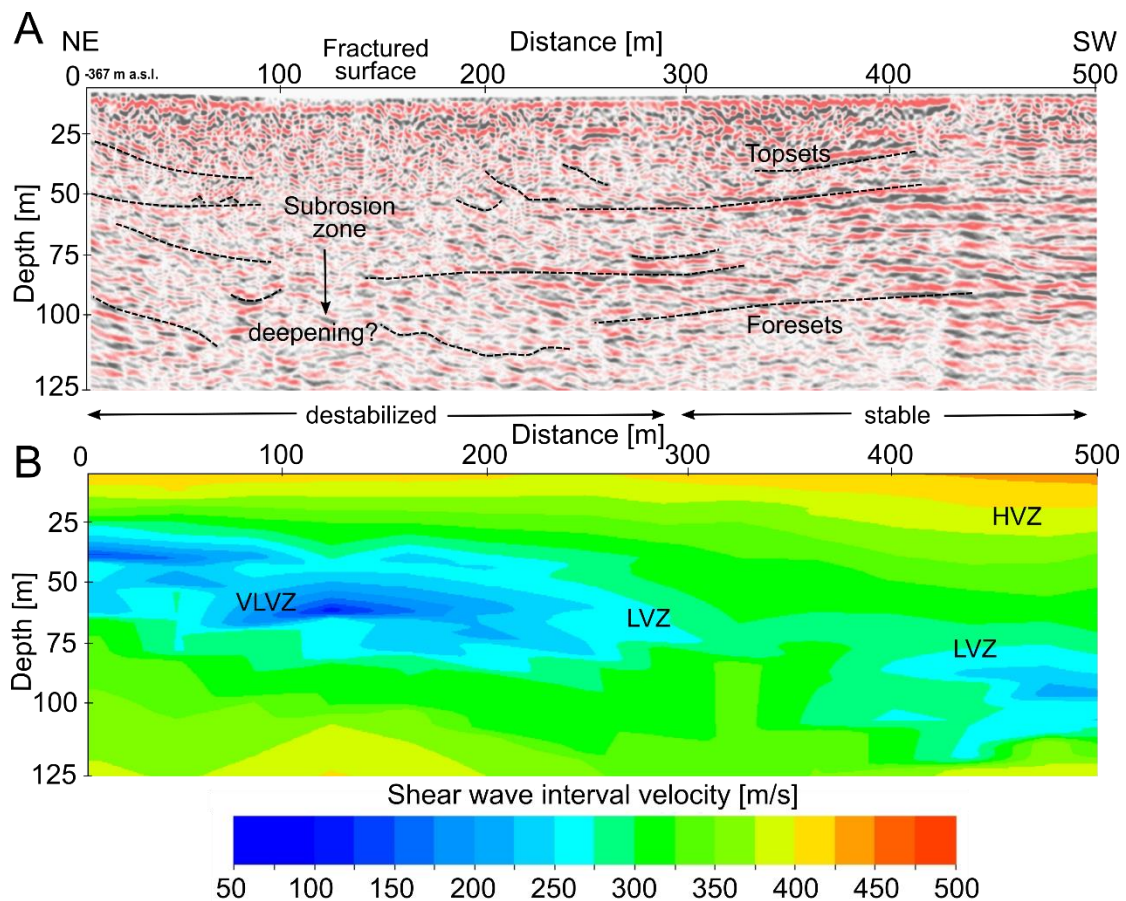 A
NE
Fractured
surface
Distance [m]
SW
0 -367 m a.s.l. 100 200 300 400 500
Depth [m]
25
50
75
100
125
Topsets
Subrosion
zone
deepening?
Foresets
destabilized
stable
B
Distance [m]
0 100 200 300 400 500
Depth [m]
25
50
75
100
125
HVZ
VLVZ
LVZ
LVZ
Shear wave interval velocity [m/s]
50 100 150 200 250 300 350 400 450 500